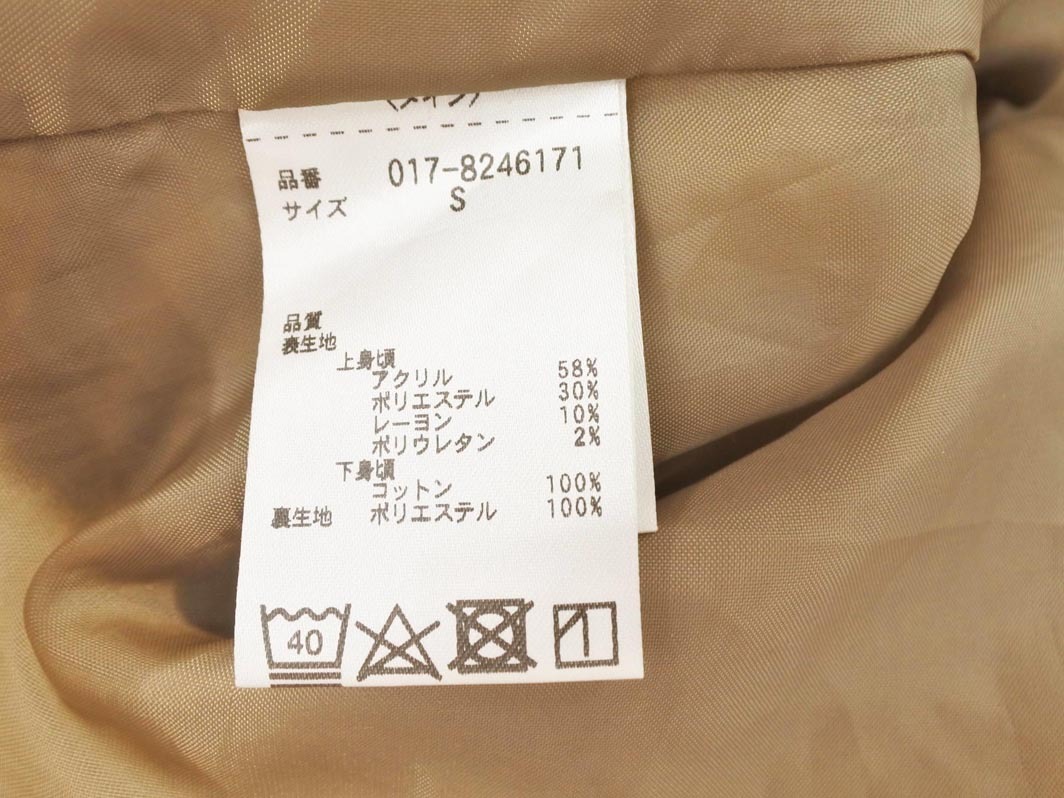 〈メイン〉
品番 017-8246171
サイズ S
品質
表生地
上身頃
アクリル 58%
ポリエステル 30%
レーヨン 10%
ポリウレタン 2%
下身頃
コットン 100%
裏生地 ポリエステル 100%
40